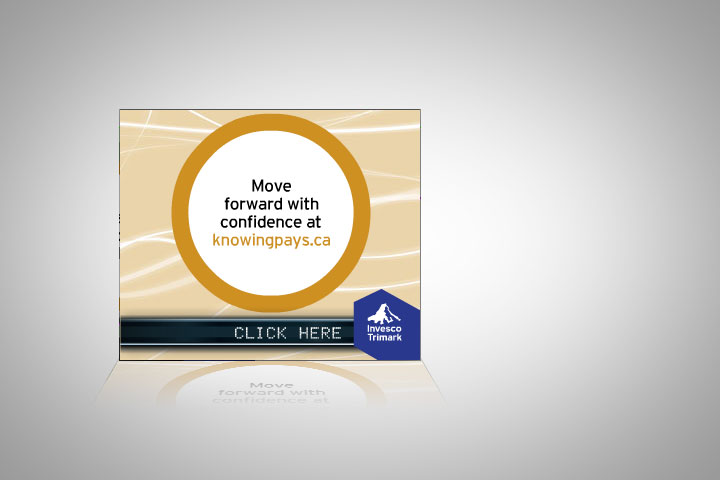 Move
forward with
confidence at
knowingpays.ca
CLICK HERE
Invesco
Trimark
Move
forward with
confidence at